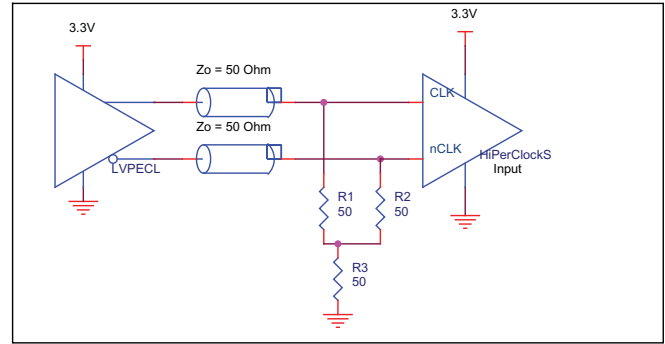 3.3V
3.3V
Zo = 50 Ohm
CLK
Zo = 50 Ohm
nCLK
HiPerClockS
LVPECL
Input
R1
50
R2
50
R3
50